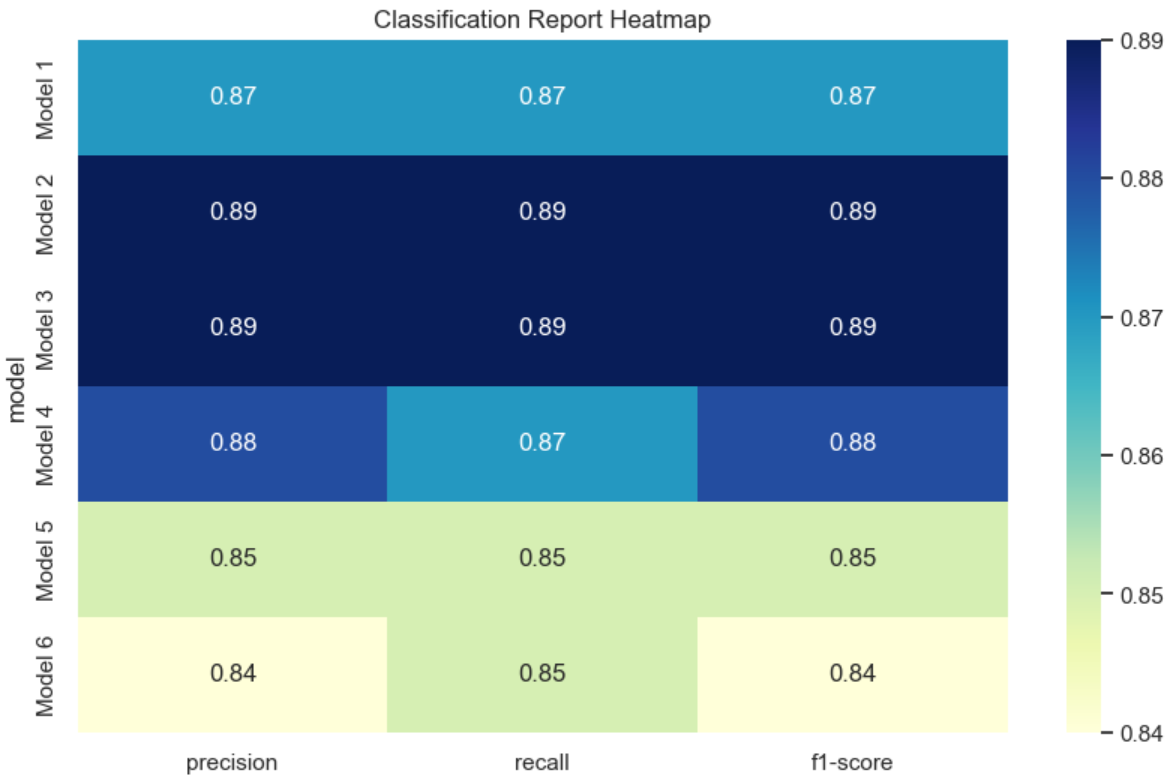 Classification Report Heatmap
model
Model 1
0.87 0.87 0.87
Model 2
0.89 0.89 0.89
Model 3
0.89 0.89 0.89
Model 4
0.88 0.87 0.88
Model 5
0.85 0.85 0.85
Model 6
0.84 0.85 0.84
precision recall f1-score
0.89
0.88
0.87
0.86
0.85
0.84